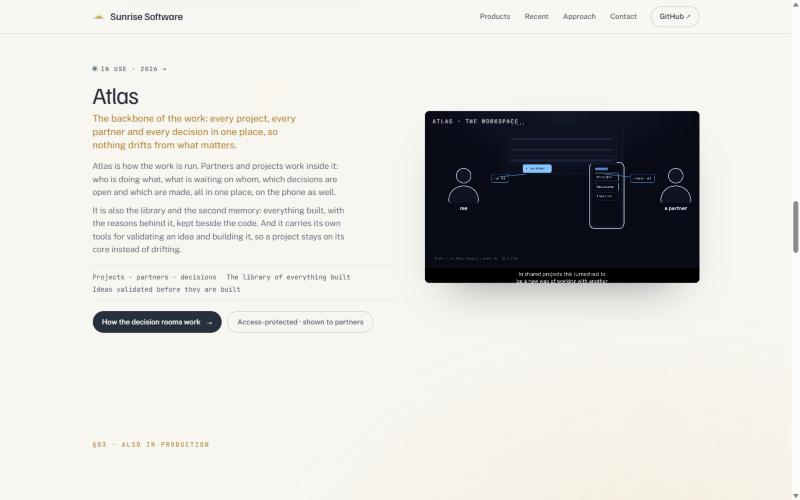 Sunrise Software
Products
Recent
Approach
Contact
GitHub ↗
IN USE · 2026 →
Atlas
The backbone of the work: every project, every
partner and every decision in one place, so
nothing drifts from what matters.
Atlas is how the work is run. Partners and projects work inside it:
who is doing what, what is waiting on whom, which decisions are
open and which are made, all in one place, on the phone as well.
It is also the library and the second memory: everything built, with
the reasons behind it, kept beside the code. And it carries its own
tools for validating an idea and building it, so a project stays on its
core instead of drifting.
Projects · partners · decisions The library of everything built
Ideas validated before they are built
How the decision rooms work →
Access-protected · shown to partners
ATLAS · THE WORKSPACE
me
a partner
In shared projects this turned out to
be a new way of working with another
§03 · ALSO IN PRODUCTION